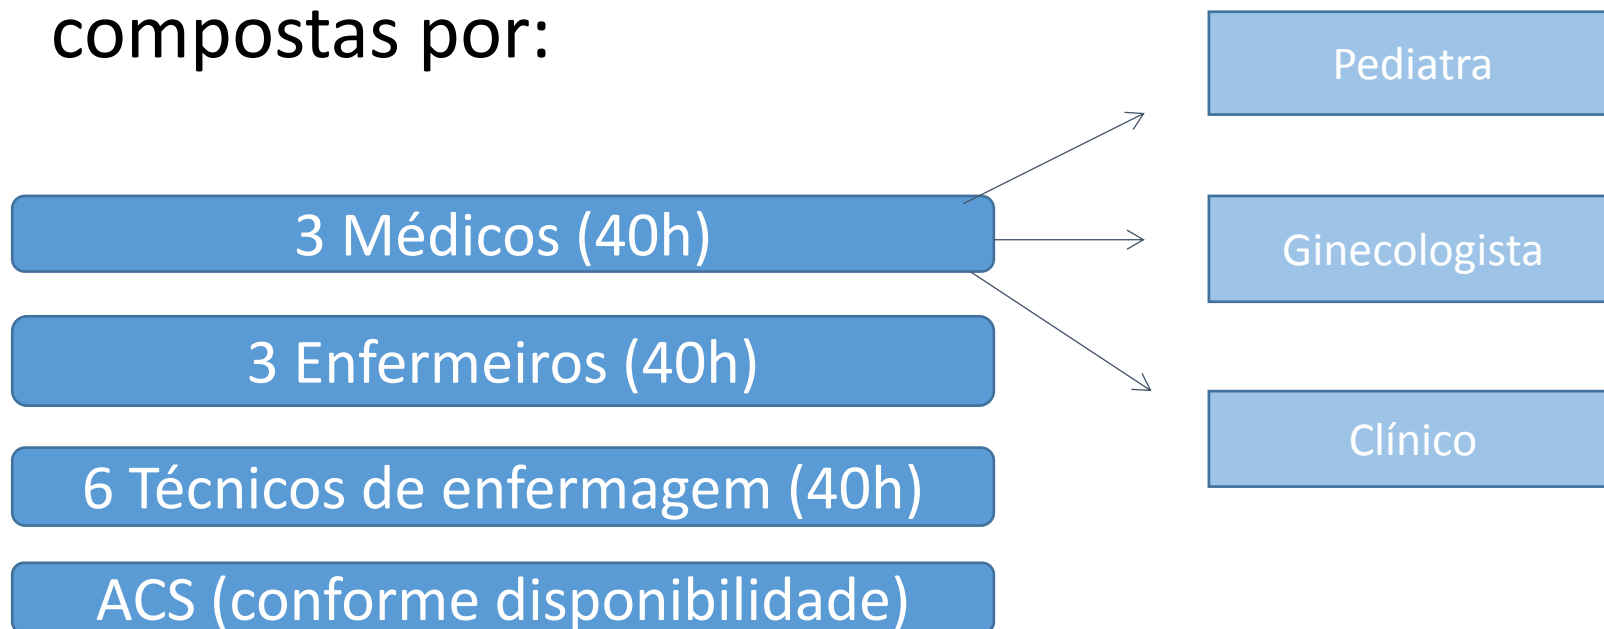 compostas por:
Pediatra
3 Médicos (40h)
Ginecologista
3 Enfermeiros (40h)
Clínico
6 Técnicos de enfermagem (40h)
ACS (conforme disponibilidade)